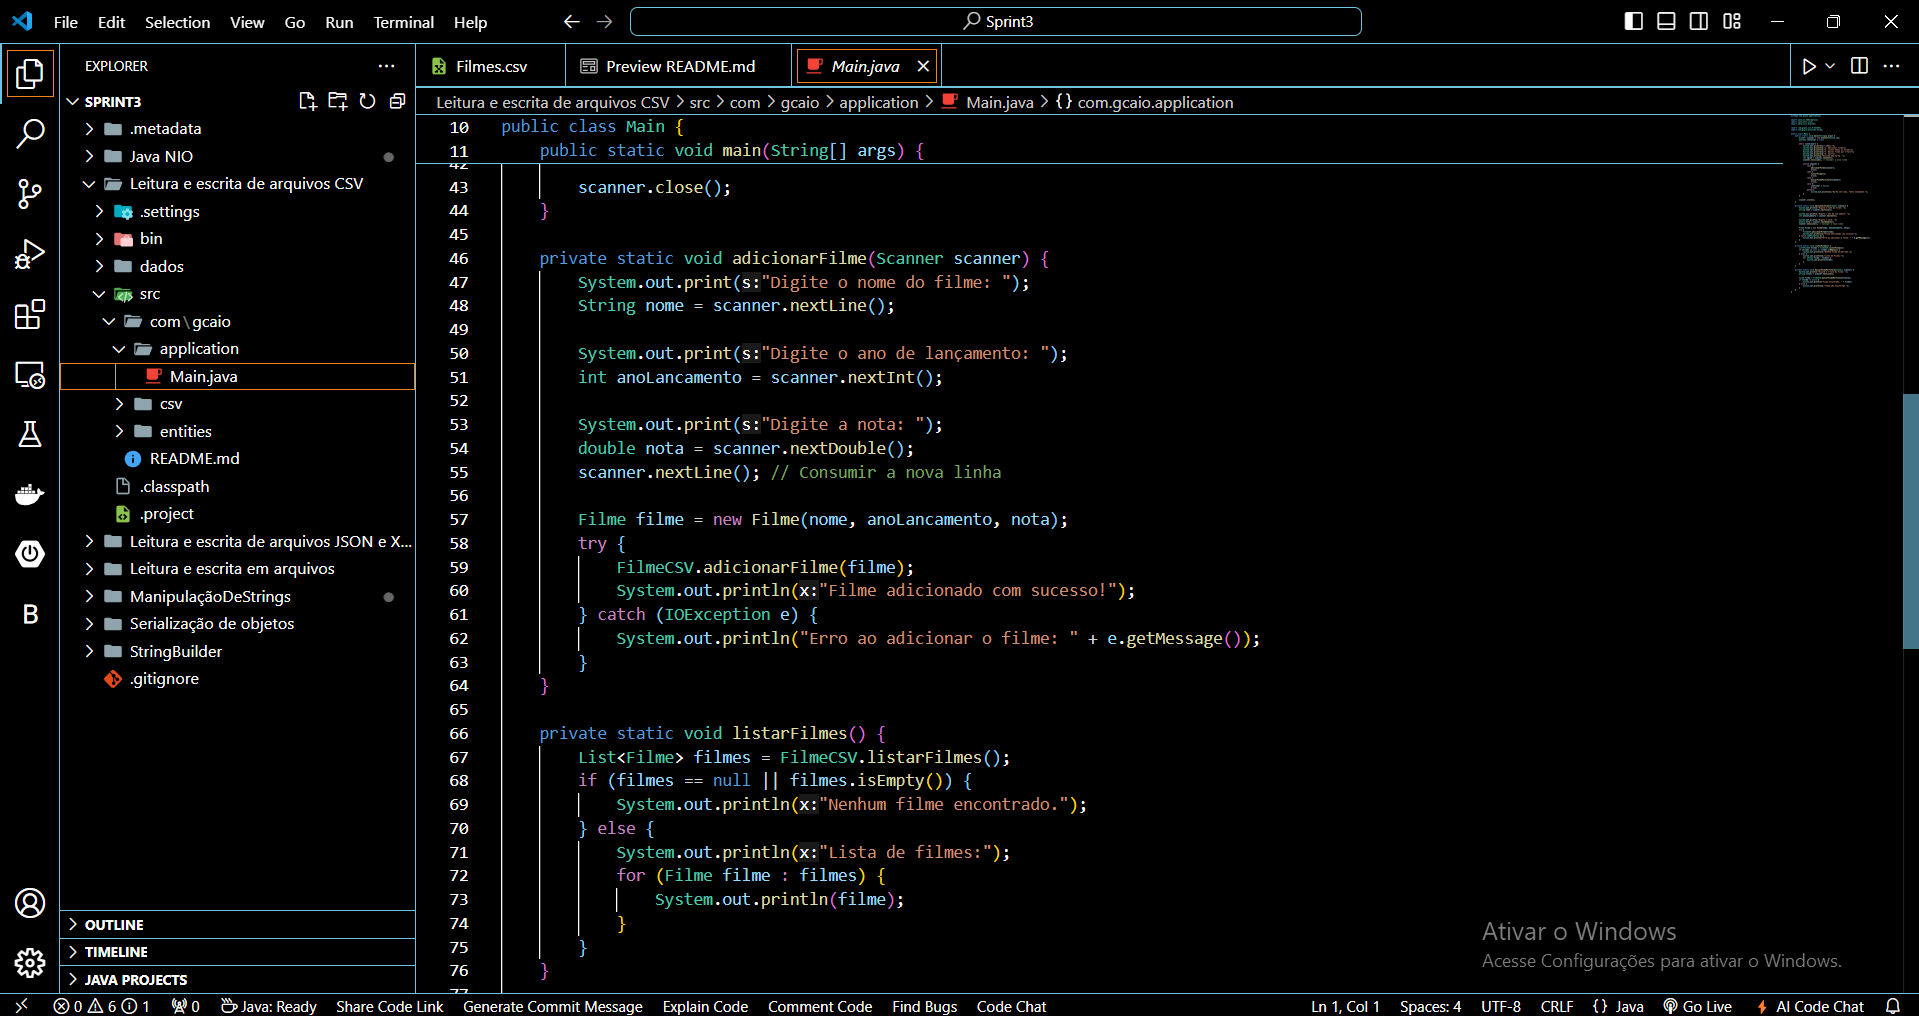 File Edit Selection View Go Run Terminal Help
Sprint3
EXPLORER
SPRINT3
.metadata
Java NIO
Leitura e escrita de arquivos CSV
.settings
bin
dados
src
com\gcaio
application
Main.java
csv
entities
README.md
.classpath
.project
Leitura e escrita de arquivos JSON e X...
Leitura e escrita em arquivos
ManipulaçãoDeStrings
Serialização de objetos
StringBuilder
.gitignore
OUTLINE
TIMELINE
JAVA PROJECTS
Filmes.csv Preview README.md Main.java
Leitura e escrita de arquivos CSV > src > com > gcaio > application > Main.java > {} com.gcaio.application
10 public class Main {
11 public static void main(String[] args) {
42
43 scanner.close();
44 }
45
46 private static void adicionarFilme(Scanner scanner) {
47 System.out.print(s:"Digite o nome do filme: ");
48 String nome = scanner.nextLine();
49
50 System.out.print(s:"Digite o ano de lançamento: ");
51 int anoLancamento = scanner.nextInt();
52
53 System.out.print(s:"Digite a nota: ");
54 double nota = scanner.nextDouble();
55 scanner.nextLine(); // Consumir a nova linha
56
57 Filme filme = new Filme(nome, anoLancamento, nota);
58 try {
59 FilmeCSV.adicionarFilme(filme);
60 System.out.println(x:"Filme adicionado com sucesso!");
61 } catch (IOException e) {
62 System.out.println("Erro ao adicionar o filme: " + e.getMessage());
63 }
64 }
65
66 private static void listarFilmes() {
67 List<Filme> filmes = FilmeCSV.listarFilmes();
68 if (filmes == null || filmes.isEmpty()) {
69 System.out.println(x:"Nenhum filme encontrado.");
70 } else {
71 System.out.println(x:"Lista de filmes:");
72 for (Filme filme : filmes) {
73 System.out.println(filme);
74 }
75 }
76 }
77
Ativar o Windows
Acesse Configurações para ativar o Windows.
B
0 6 1 0 Java: Ready Share Code Link Generate Commit Message Explain Code Comment Code Find Bugs Code Chat Ln 1, Col 1 Spaces: 4 UTF-8 CRLF {} Java Go Live AI Code Chat